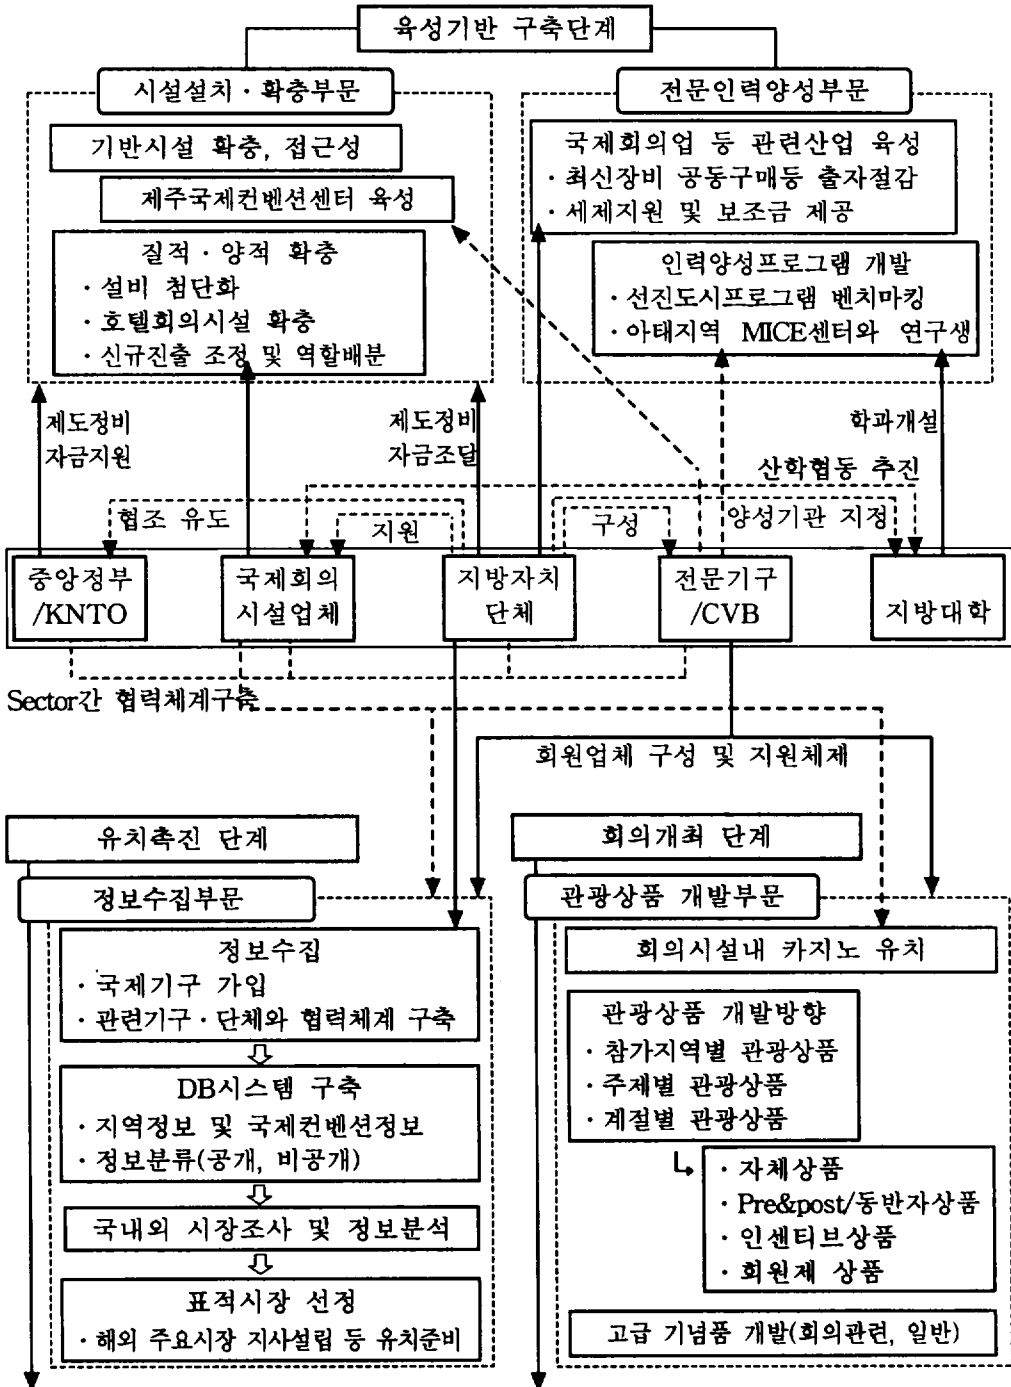 육성기반 구축단계
시설설치 · 확충부문
기반시설 확충, 접근성
제주국제컨벤션센터 육성
질적 · 양적 확충
· 설비 첨단화
· 호텔회의시설 확충
· 신규진출 조정 및 역할배분
전문인력양성부문
국제회의업 등 관련산업 육성
· 최신장비 공동구매등 출자절감
· 세제지원 및 보조금 제공
인력양성프로그램 개발
· 선진도시프로그램 벤치마킹
· 아태지역 MICE센터와 연구생
제도정비
자금지원
제도정비
자금조달
학과개설
산학협동 추진
협조 유도
지원
구성
양성기관 지정
중앙정부
/KNTO
국제회의
시설업체
지방자치
단체
전문기구
/CVB
지방대학
Sector간 협력체계구축
회원업체 구성 및 지원체제
유치촉진 단계
정보수집부문
정보수집
· 국제기구 가입
· 관련기구 · 단체와 협력체계 구축
DB시스템 구축
· 지역정보 및 국제컨벤션정보
· 정보분류(공개, 비공개)
국내외 시장조사 및 정보분석
표적시장 선정
· 해외 주요시장 지사설립 등 유치준비
회의개최 단계
관광상품 개발부문
회의시설내 카지노 유치
관광상품 개발방향
· 참가지역별 관광상품
· 주제별 관광상품
· 계절별 관광상품
· 자체상품
· Pre&post/동반자상품
· 인센티브상품
· 회원제 상품
고급 기념품 개발(회의관련, 일반)